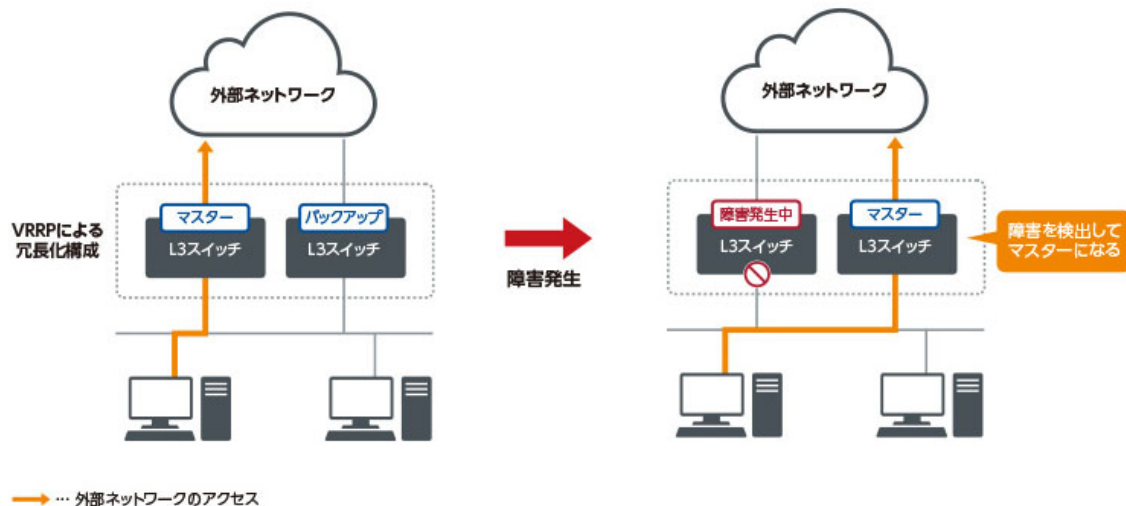 外部ネットワーク
マスター
バックアップ
VRRPによる
冗長化構成
L3スイッチ
L3スイッチ
障害発生
外部ネットワーク
障害発生中
マスター
L3スイッチ
L3スイッチ
障害を検出して
マスターになる
… 外部ネットワークのアクセス